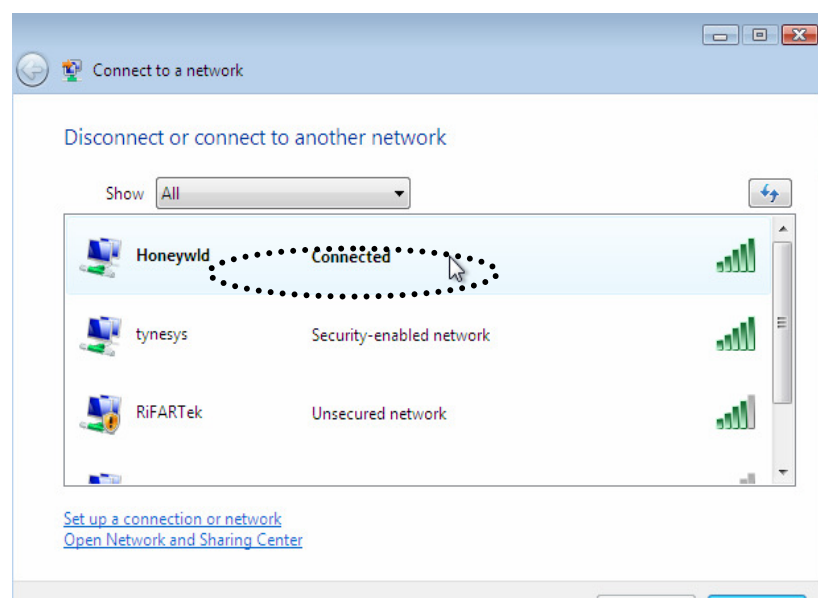 Connect to a network
Disconnect or connect to another network
Show All
Honeywld Connected
tynesys Security-enabled network
RiFARTek Unsecured network
Set up a connection or network
Open Network and Sharing Center